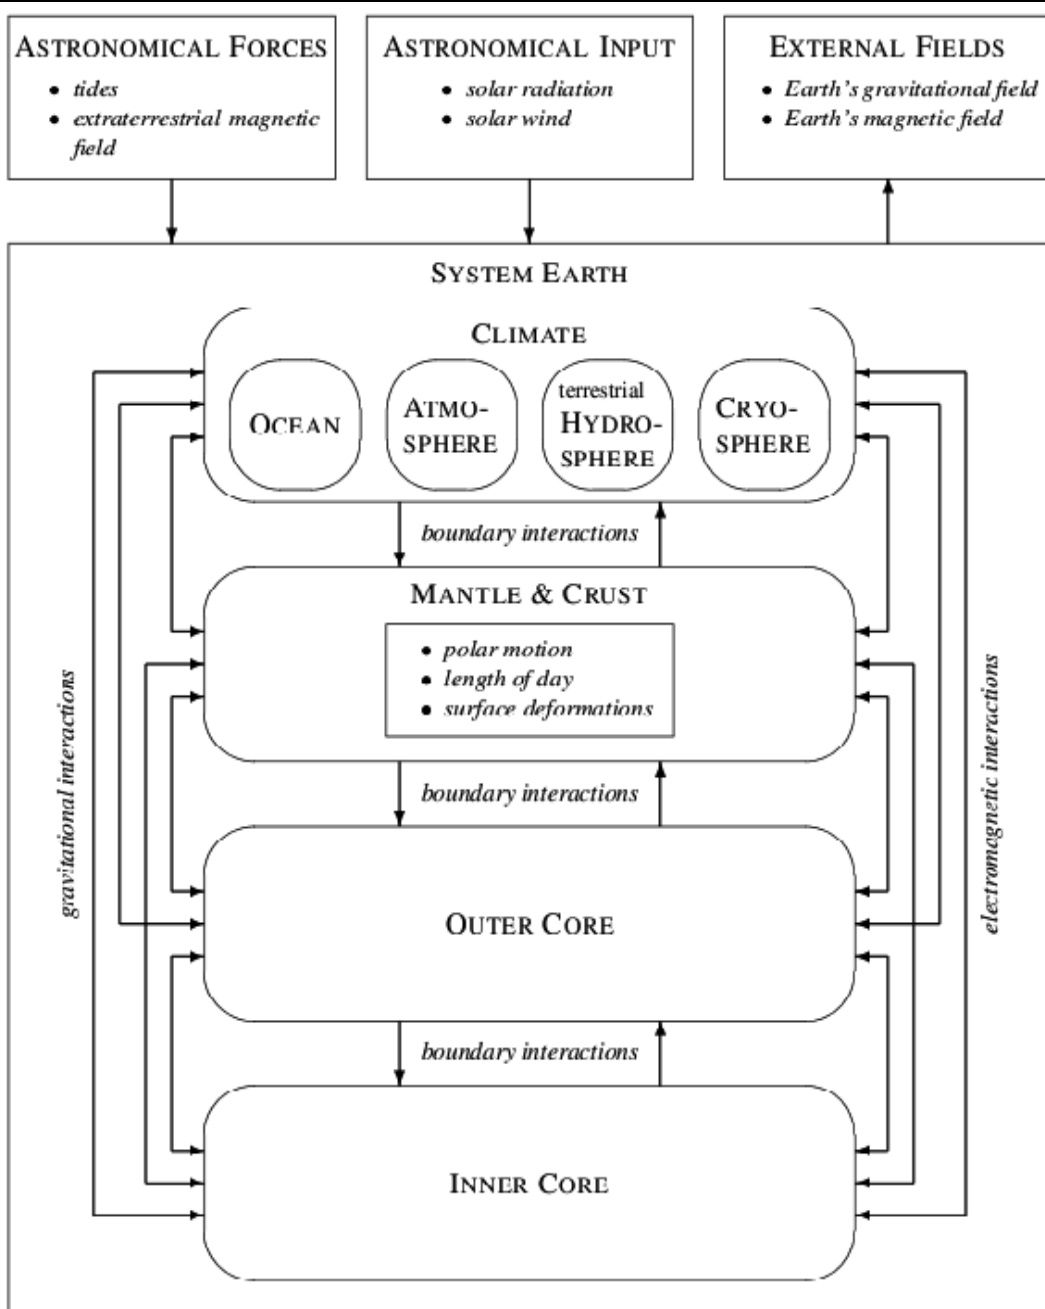 ASTRONOMICAL FORCES
• tides
• extraterrestrial magnetic
field
ASTRONOMICAL INPUT
• solar radiation
• solar wind
EXTERNAL FIELDS
• Earth's gravitational field
• Earth's magnetic field
SYSTEM EARTH
CLIMATE
OCEAN
ATMO-
SPHERE
terrestrial
HYDRO-
SPHERE
CRYO-
SPHERE
boundary interactions
MANTLE & CRUST
• polar motion
• length of day
• surface deformations
gravitational interactions
electromagnetic interactions
boundary interactions
OUTER CORE
boundary interactions
INNER CORE